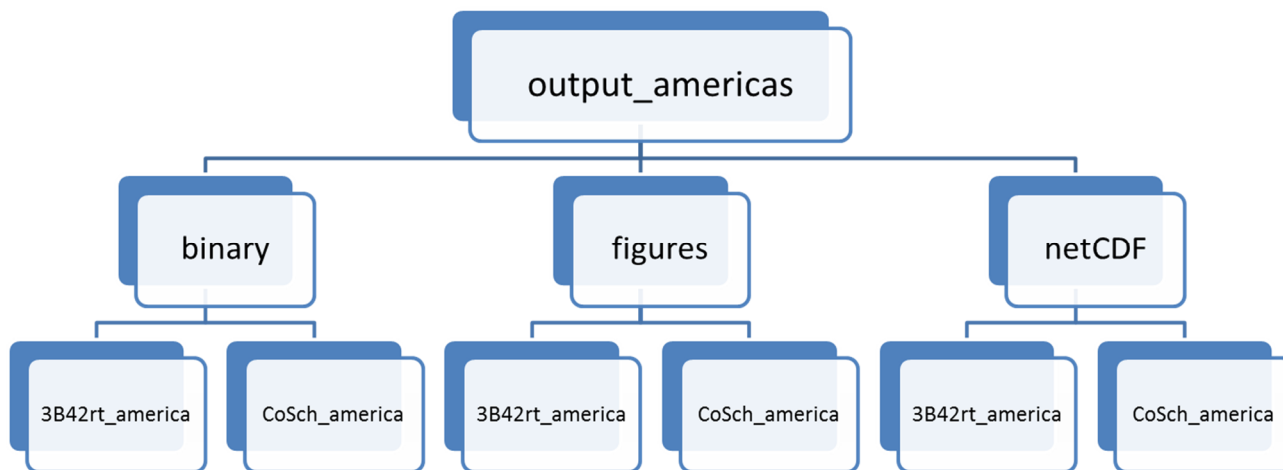 output_americas
binary
figures
netCDF
3B42rt_america
CoSch_america
3B42rt_america
CoSch_america
3B42rt_america
CoSch_america